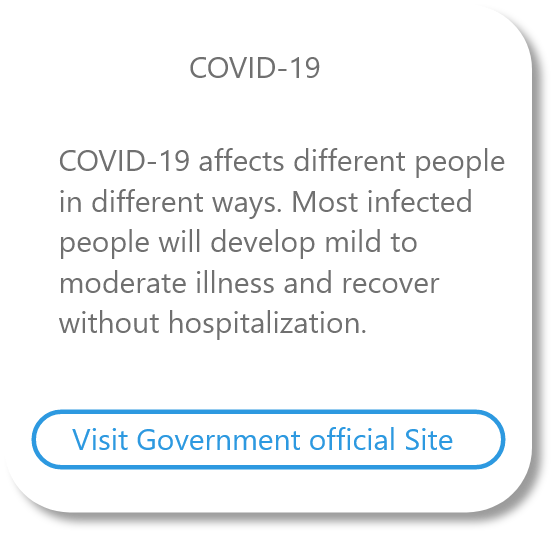 COVID-19
COVID-19 affects different people
in different ways. Most infected
people will develop mild to
moderate illness and recover
without hospitalization.
Visit Government official Site